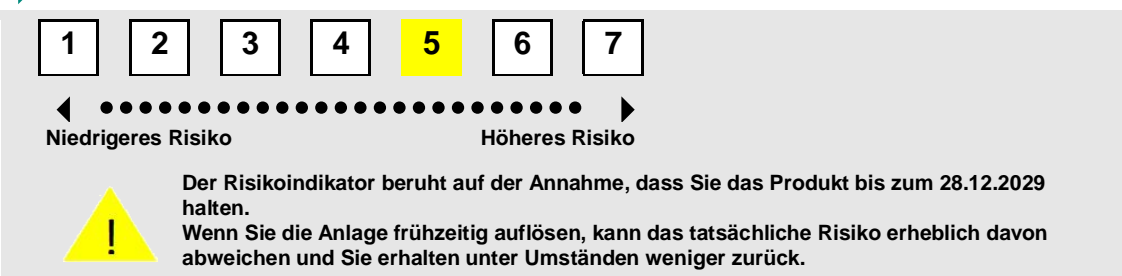 1 2 3 4 5 6 7
Niedrigeres Risiko Höheres Risiko
Der Risikoindikator beruht auf der Annahme, dass Sie das Produkt bis zum 28.12.2029
halten.
!
Wenn Sie die Anlage frühzeitig auflösen, kann das tatsächliche Risiko erheblich davon
abweichen und Sie erhalten unter Umständen weniger zurück.